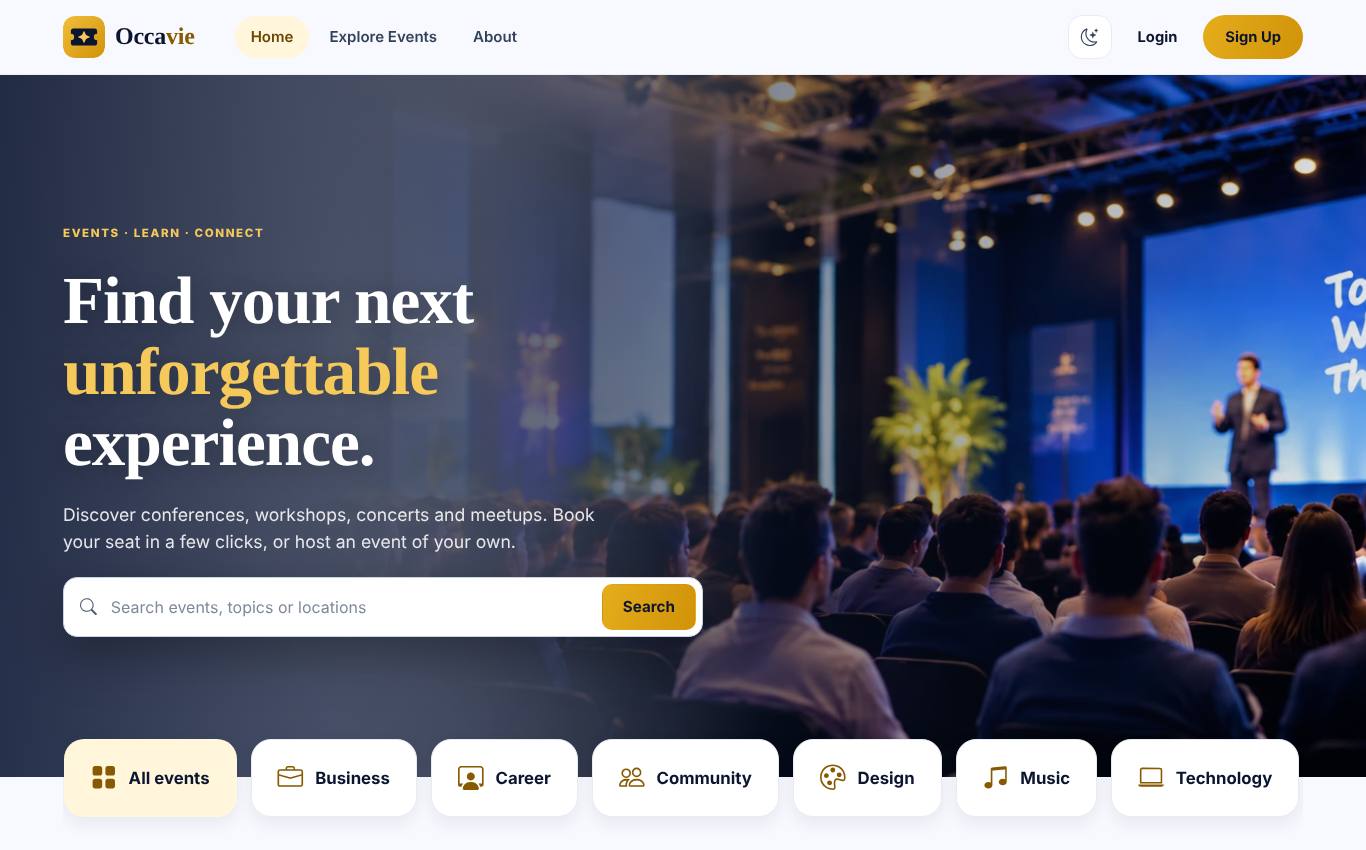 Occavie
Home
Explore Events
About
Login
Sign Up
EVENTS · LEARN · CONNECT
Find your next
unforgettable
experience.
Discover conferences, workshops, concerts and meetups. Book
your seat in a few clicks, or host an event of your own.
Search events, topics or locations
Search
All events
Business
Career
Community
Design
Music
Technology